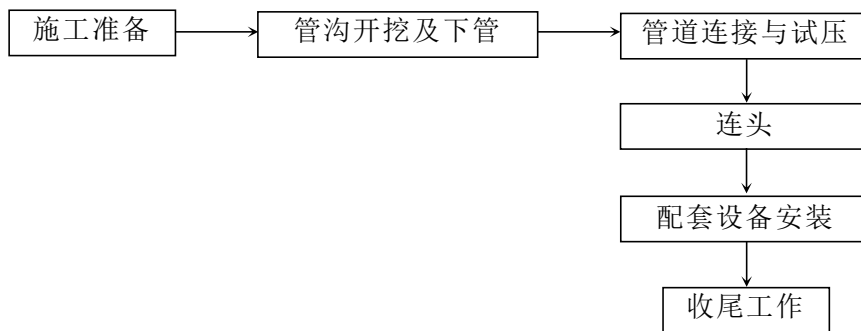 施工准备
管沟开挖及下管
管道连接与试压
连头
配套设备安装
收尾工作